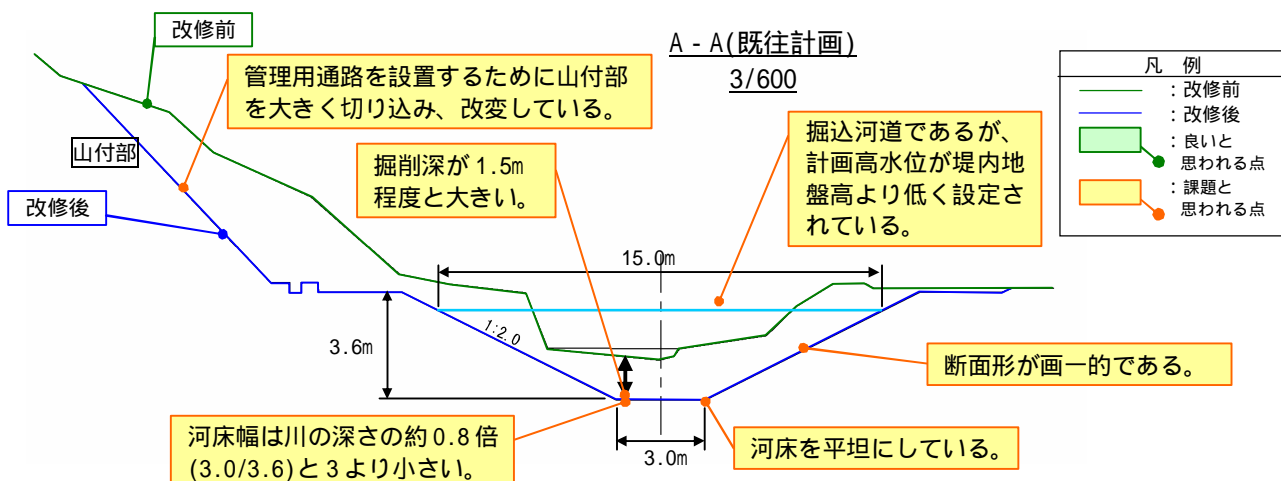 改修前
A - A(既往計画)
3/600
管理用通路を設置するために山付部
を大きく切り込み、改変している。
山付部
改修後
掘削深が 1.5m
程度と大きい。
掘込河道であるが、
計画高水位が堤内地
盤高より低く設定さ
れている。
凡 例
：改修前
：改修後
：良いと
思われる点
：課題と
思われる点
15.0m
1:2.0
3.6m
断面形が画一的である。
河床幅は川の深さの約 0.8 倍
(3.0/3.6)と 3 より小さい。
3.0m
河床を平坦にしている。